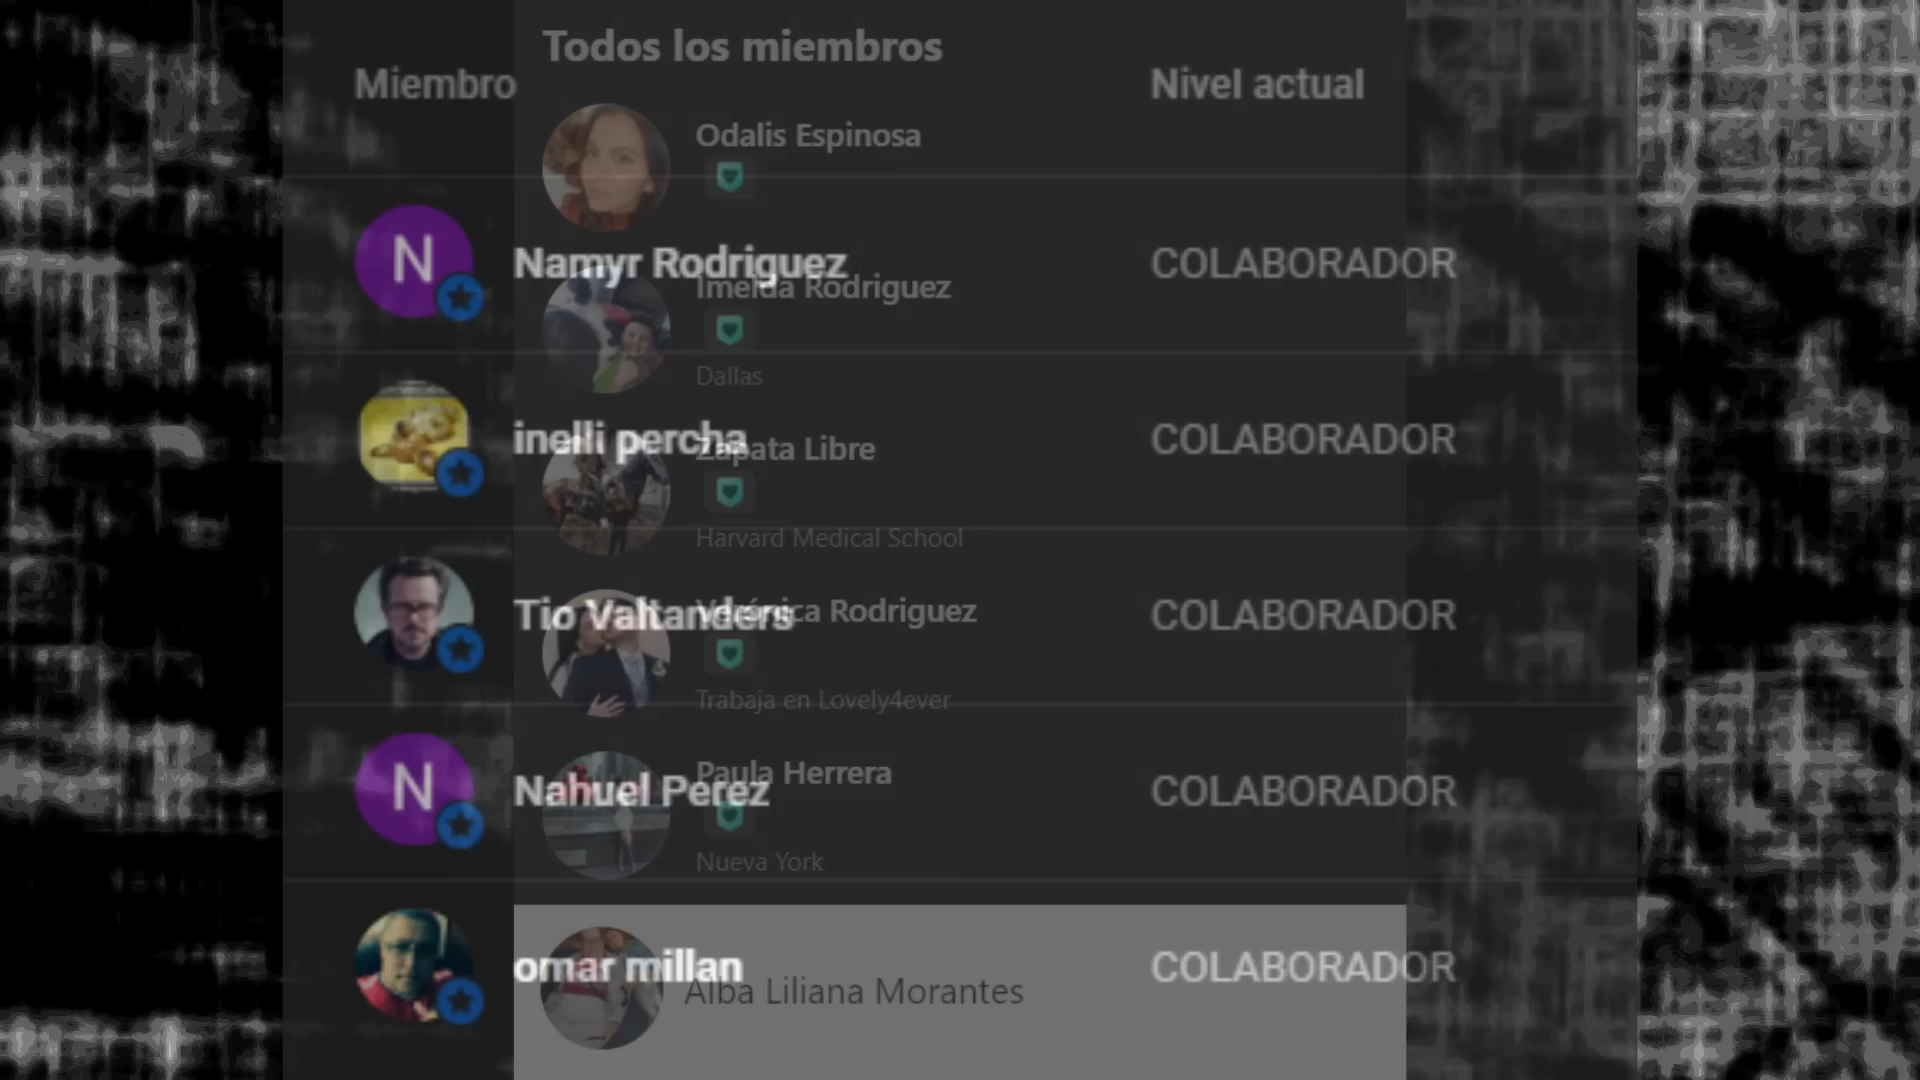 Todos los miembros
Miembro
Nivel actual
Odalis Espinosa
N
Namyr Rodriguez
COLABORADOR
Imelda Rodriguez
Dallas
inelli percha
COLABORADOR
Zapata Libre
Harvard Medical School
Tio Valtanders
COLABORADOR
Verónica Rodriguez
Trabaja en Lovely4ever
Paula Herrera
N
Nahuel Perez
COLABORADOR
Nueva York
omar millan
COLABORADOR
Alba Liliana Morantes